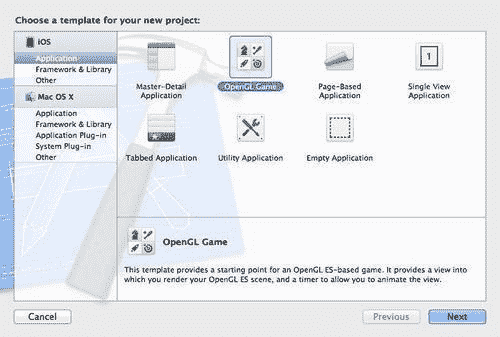 Choose a template for your new project:
iOS
Application
Framework & Library
Other
Mac OS X
Application
Framework & Library
Application Plug-in
System Plug-in
Other
Master-Detail
Application
OpenGL Game
Page-Based
Application
1
Single View
Application
Tabbed Application
Utility Application
Empty Application
OpenGL Game
This template provides a starting point for an OpenGL ES-based game. It provides a view into
which you render your OpenGL ES scene, and a timer to allow you to animate the view.
Cancel
Previous
Next